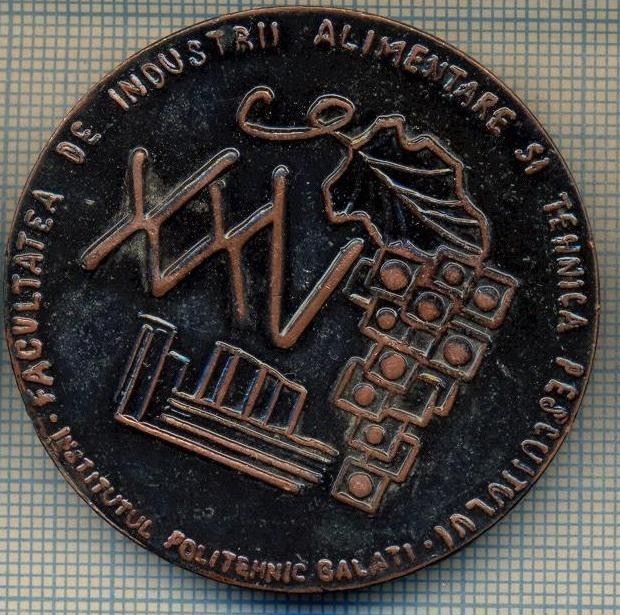 FACULTATEA DE INDUSTRII ALIMENTARE SI TEHNICA PESCUITULUI
INSTITUTUL POLITEHNIC GALATI
XXV